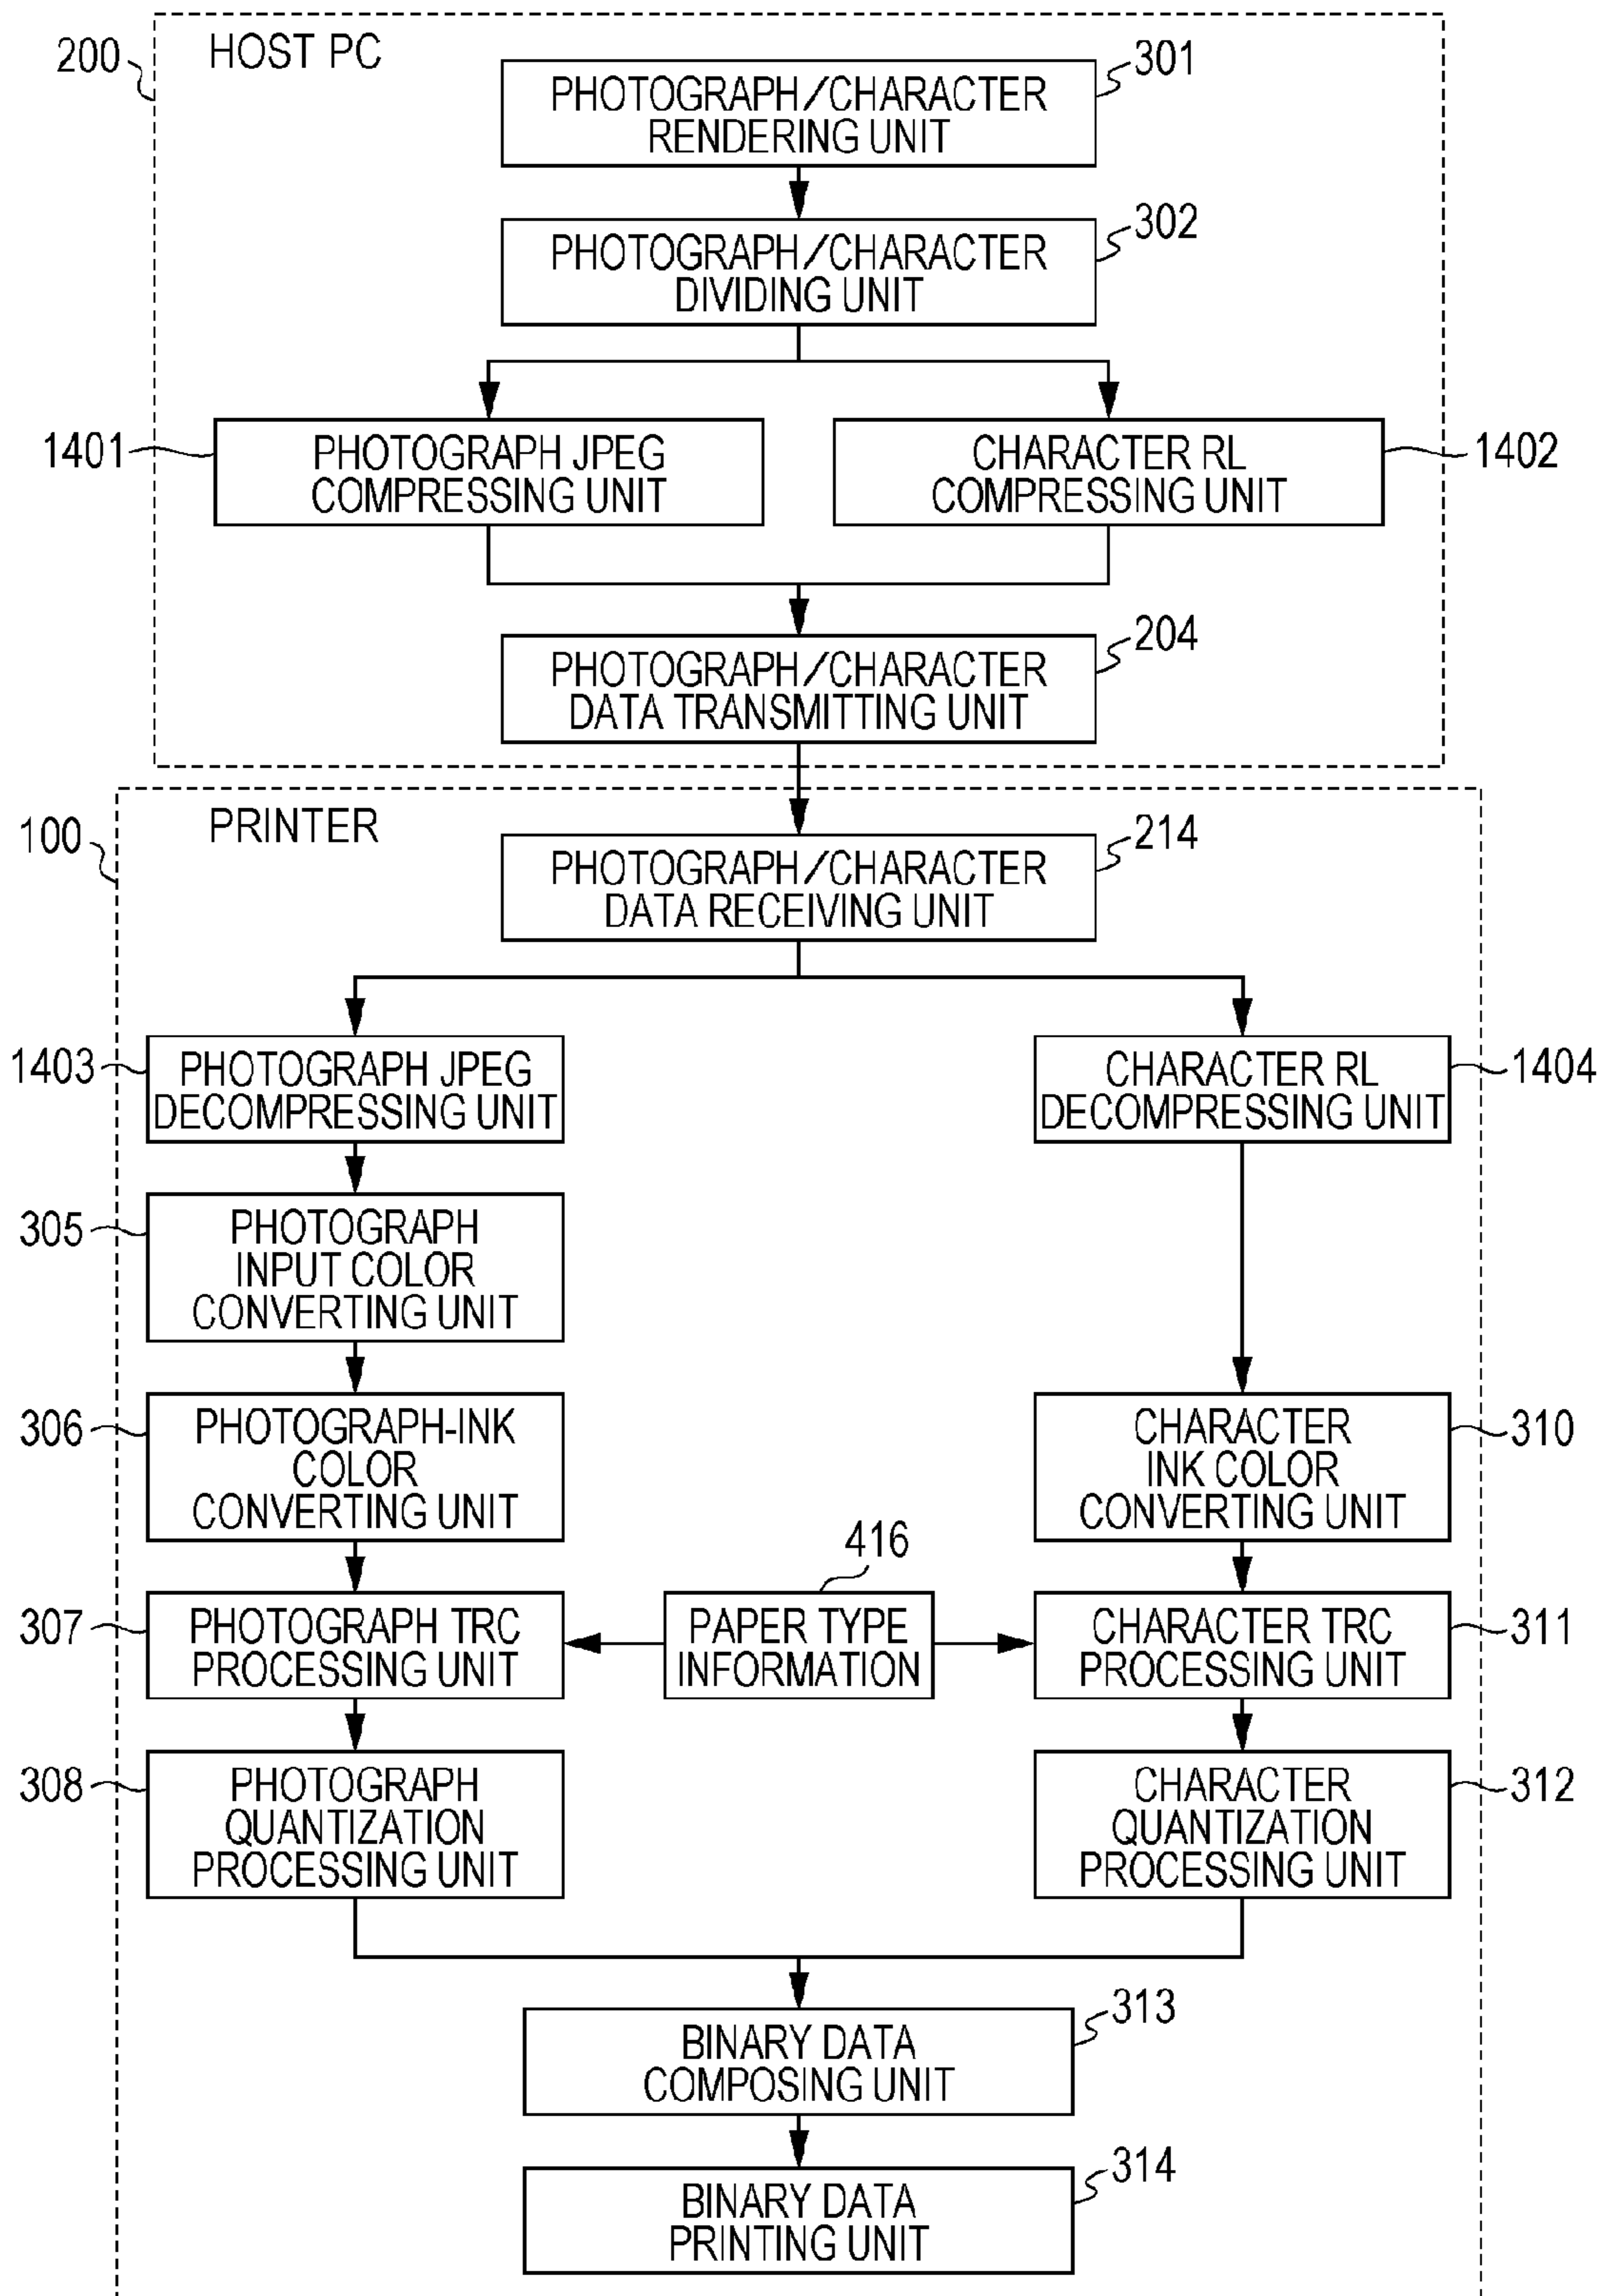 200
HOST PC
PHOTOGRAPH/CHARACTER
RENDERING UNIT
301
PHOTOGRAPH/CHARACTER
DIVIDING UNIT
302
1401
PHOTOGRAPH JPEG
COMPRESSING UNIT
CHARACTER RL
COMPRESSING UNIT
1402
PHOTOGRAPH/CHARACTER
DATA TRANSMITTING UNIT
204
100
PRINTER
PHOTOGRAPH/CHARACTER
DATA RECEIVING UNIT
214
1403
PHOTOGRAPH JPEG
DECOMPRESSING UNIT
CHARACTER RL
DECOMPRESSING UNIT
1404
305
PHOTOGRAPH
INPUT COLOR
CONVERTING UNIT
306
PHOTOGRAPH-INK
COLOR
CONVERTING UNIT
CHARACTER
INK COLOR
CONVERTING UNIT
310
307
PHOTOGRAPH TRC
PROCESSING UNIT
416
PAPER TYPE
INFORMATION
CHARACTER TRC
PROCESSING UNIT
311
308
PHOTOGRAPH
QUANTIZATION
PROCESSING UNIT
CHARACTER
QUANTIZATION
PROCESSING UNIT
312
BINARY DATA
COMPOSING UNIT
313
BINARY DATA
PRINTING UNIT
314